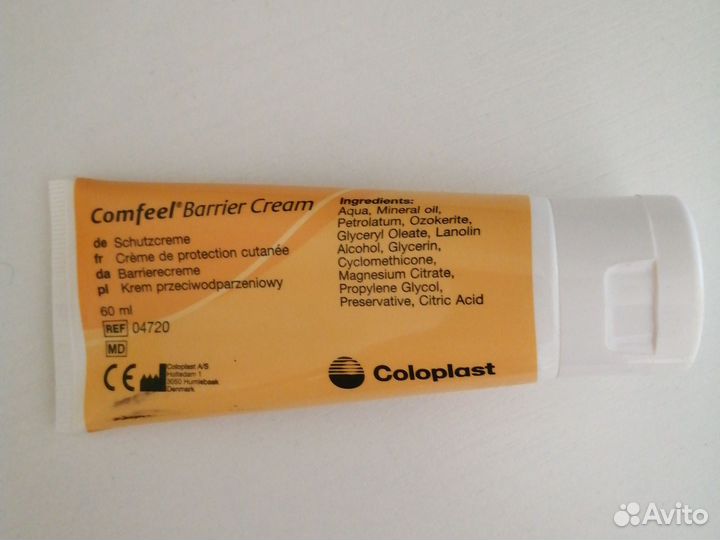 Comfeel® Barrier Cream
de Schutzcreme
fr Crème de protection cutanée
da Barrierecreme
pl Krem przeciwodparzeniowy
60 ml
REF 04720
MD
CE
Coloplast A/S
Holtedam 1
3050 Humlebaek
Denmark
Ingredients:
Aqua, Mineral oil,
Petrolatum, Ozokerite,
Glyceryl Oleate, Lanolin
Alcohol, Glycerin,
Cyclomethicone,
Magnesium Citrate,
Propylene Glycol,
Preservative, Citric Acid
Coloplast
Avito